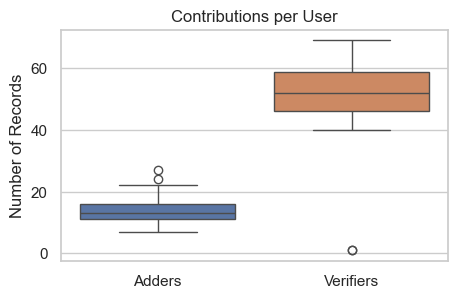 Contributions per User
Number of Records
60
40
20
0
Adders
Verifiers